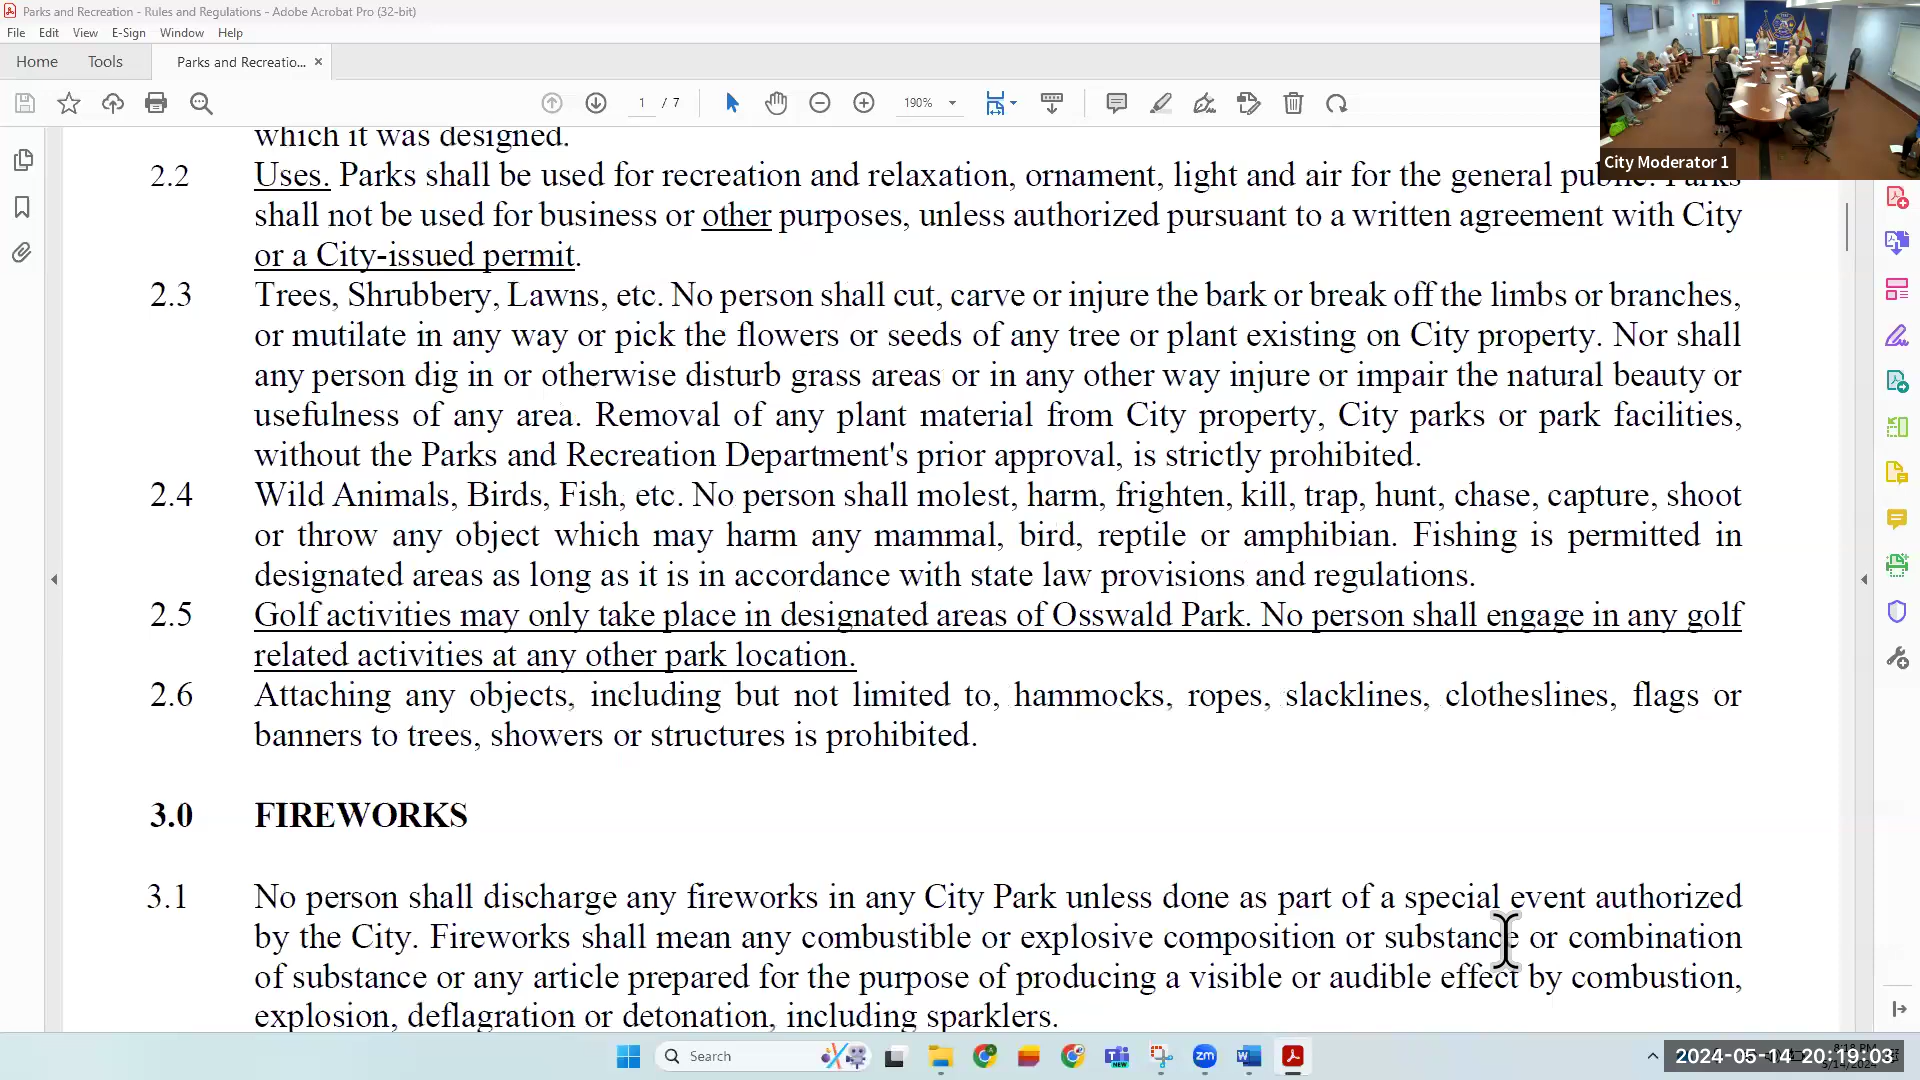 Parks and Recreation - Rules and Regulations - Adobe Acrobat Pro (32-bit)
File Edit View E-Sign Window Help
Home Tools Parks and Recreatio... ×
1 / 7 190%
City Moderator 1
which it was designed.
2.2 Uses. Parks shall be used for recreation and relaxation, ornament, light and air for the general public. Parks
shall not be used for business or other purposes, unless authorized pursuant to a written agreement with City
or a City-issued permit.
2.3 Trees, Shrubbery, Lawns, etc. No person shall cut, carve or injure the bark or break off the limbs or branches,
or mutilate in any way or pick the flowers or seeds of any tree or plant existing on City property. Nor shall
any person dig in or otherwise disturb grass areas or in any other way injure or impair the natural beauty or
usefulness of any area. Removal of any plant material from City property, City parks or park facilities,
without the Parks and Recreation Department's prior approval, is strictly prohibited.
2.4 Wild Animals, Birds, Fish, etc. No person shall molest, harm, frighten, kill, trap, hunt, chase, capture, shoot
or throw any object which may harm any mammal, bird, reptile or amphibian. Fishing is permitted in
designated areas as long as it is in accordance with state law provisions and regulations.
2.5 Golf activities may only take place in designated areas of Osswald Park. No person shall engage in any golf
related activities at any other park location.
2.6 Attaching any objects, including but not limited to, hammocks, ropes, slacklines, clotheslines, flags or
banners to trees, showers or structures is prohibited.
3.0 FIREWORKS
3.1 No person shall discharge any fireworks in any City Park unless done as part of a special event authorized
by the City. Fireworks shall mean any combustible or explosive composition or substance or combination
of substance or any article prepared for the purpose of producing a visible or audible effect by combustion,
explosion, deflagration or detonation, including sparklers.
Search
2024-05-14 20:19:03